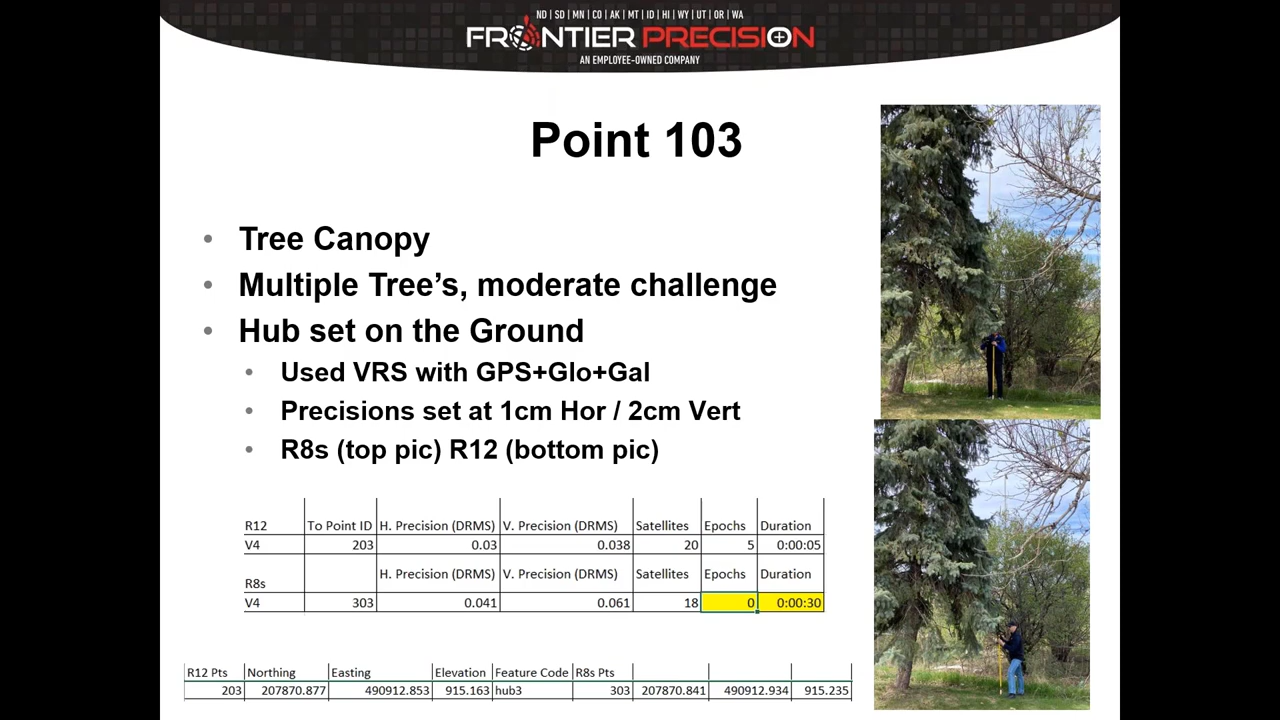 ND | SD | MN | CO | AK | MT | ID | HI | WY | UT | OR | WA
FRONTIER PRECISION
AN EMPLOYEE-OWNED COMPANY
Point 103
• Tree Canopy
• Multiple Tree's, moderate challenge
• Hub set on the Ground
• Used VRS with GPS+Glo+Gal
• Precisions set at 1cm Hor / 2cm Vert
• R8s (top pic) R12 (bottom pic)
R12 To Point ID H. Precision (DRMS) V. Precision (DRMS) Satellites Epochs Duration
V4 203 0.03 0.038 20 5 0:00:05
R8s H. Precision (DRMS) V. Precision (DRMS) Satellites Epochs Duration
V4 303 0.041 0.061 18 0 0:00:30
R12 Pts Northing Easting Elevation Feature Code R8s Pts
203 207870.877 490912.853 915.163 hub3 303 207870.841 490912.934 915.235